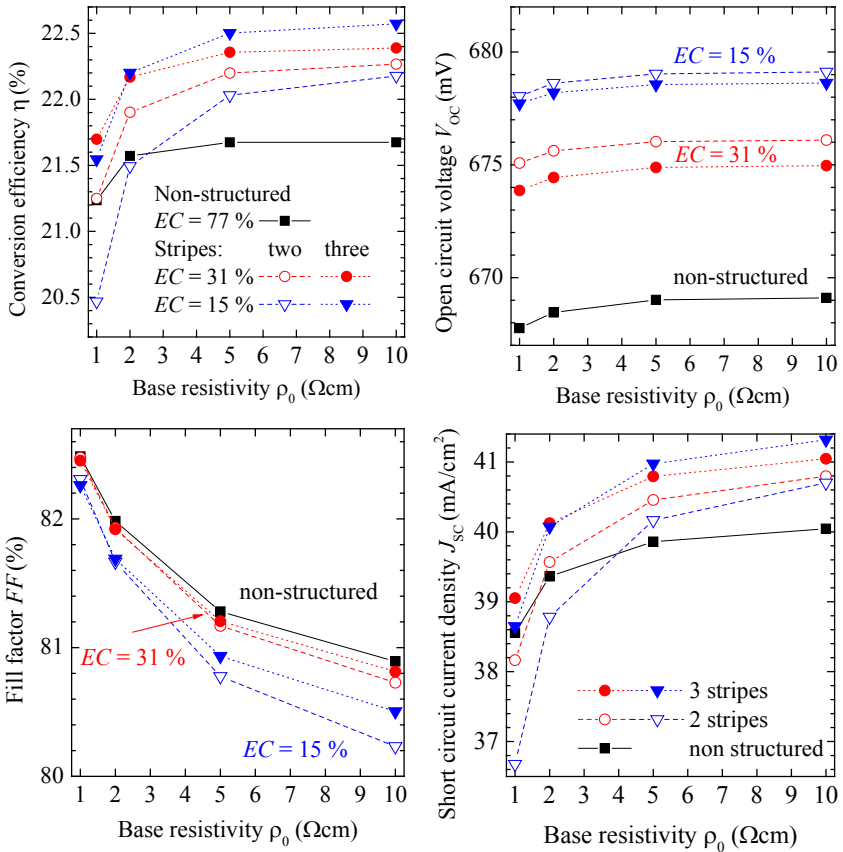 22.5
22.0
21.5
21.0
20.5
Conversion efficiency η (%)
Non-structured
EC = 77 %
Stripes: two three
EC = 31 %
EC = 15 %
1 2 3 4 5 6 7 8 9 10
Base resistivity ρ0 (Ωcm)
680
675
670
Open circuit voltage VOC (mV)
EC = 15 %
EC = 31 %
non-structured
1 2 3 4 5 6 7 8 9 10
Base resistivity ρ0 (Ωcm)
82
81
80
Fill factor FF (%)
non-structured
EC = 31 %
EC = 15 %
1 2 3 4 5 6 7 8 9 10
Base resistivity ρ0 (Ωcm)
41
40
39
38
37
Short circuit current density JSC (mA/cm²)
3 stripes
2 stripes
non structured
1 2 3 4 5 6 7 8 9 10
Base resistivity ρ0 (Ωcm)